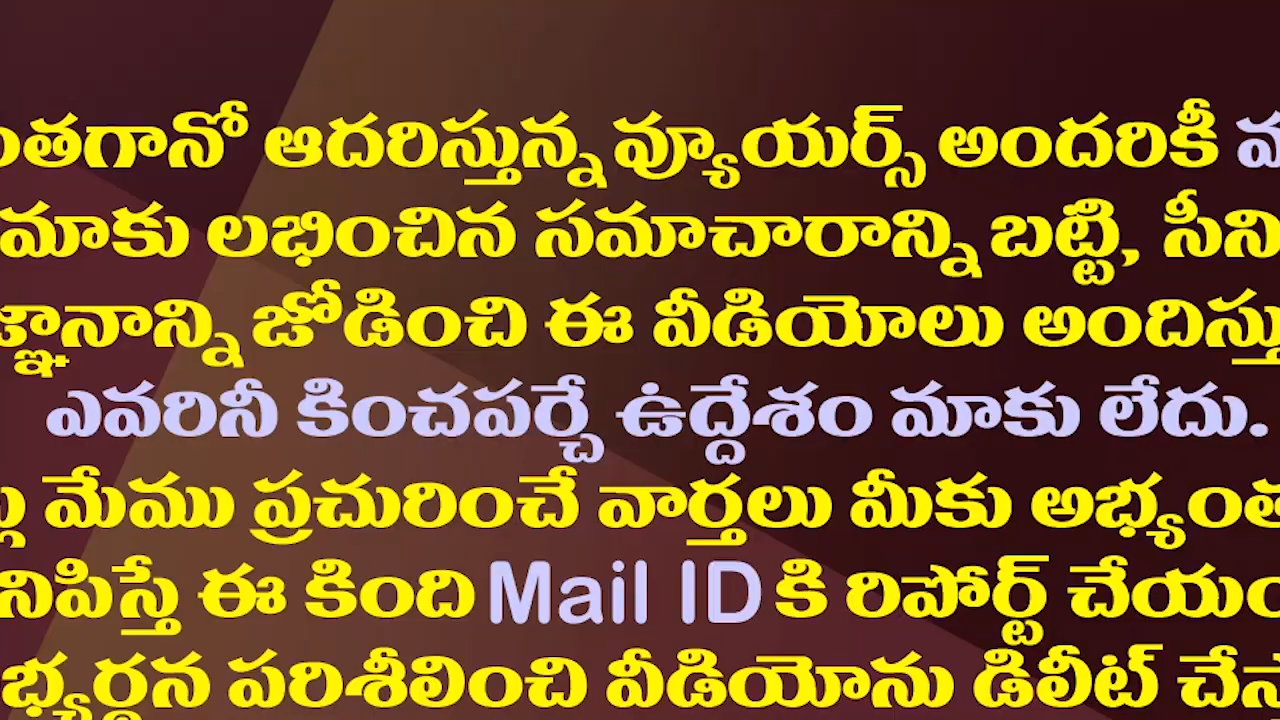 ఆదరిస్తున్న వ్యూయర్స్ అందరికీ
మాకు లభించిన సమాచారాన్ని బట్టి,
జోడించి ఈ వీడియోలు
ఎవరినీ కించపర్చే ఉద్దేశం మాకు లేదు.
మేము ప్రచురించే వార్తలు మీకు
ఈ కింది Mail ID కి రిపోర్ట్
పరిశీలించి వీడియోను డిలీట్